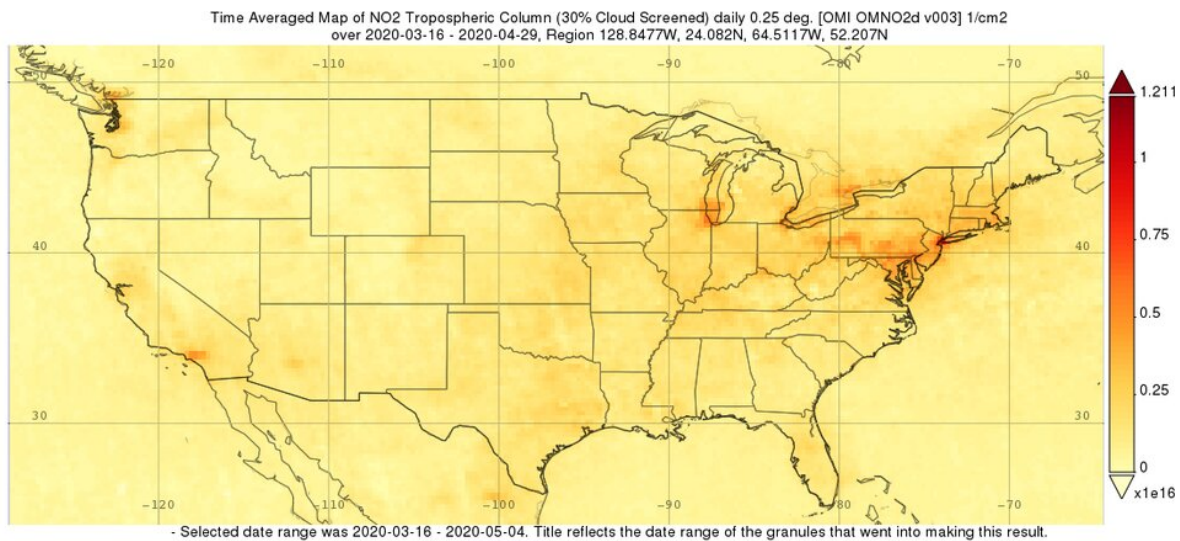 Time Averaged Map of NO2 Tropospheric Column (30% Cloud Screened) daily 0.25 deg. [OMI OMNO2d v003] 1/cm2
over 2020-03-16 - 2020-04-29, Region 128.8477W, 24.082N, 64.5117W, 52.207N
-120 -110 -100 -90 -80 -70
50 50
40 40
30 30
-120 -110 -100 -90 -80 -70
1.211
1
0.75
0.5
0.25
0
x1e16
- Selected date range was 2020-03-16 - 2020-05-04. Title reflects the date range of the granules that went into making this result.